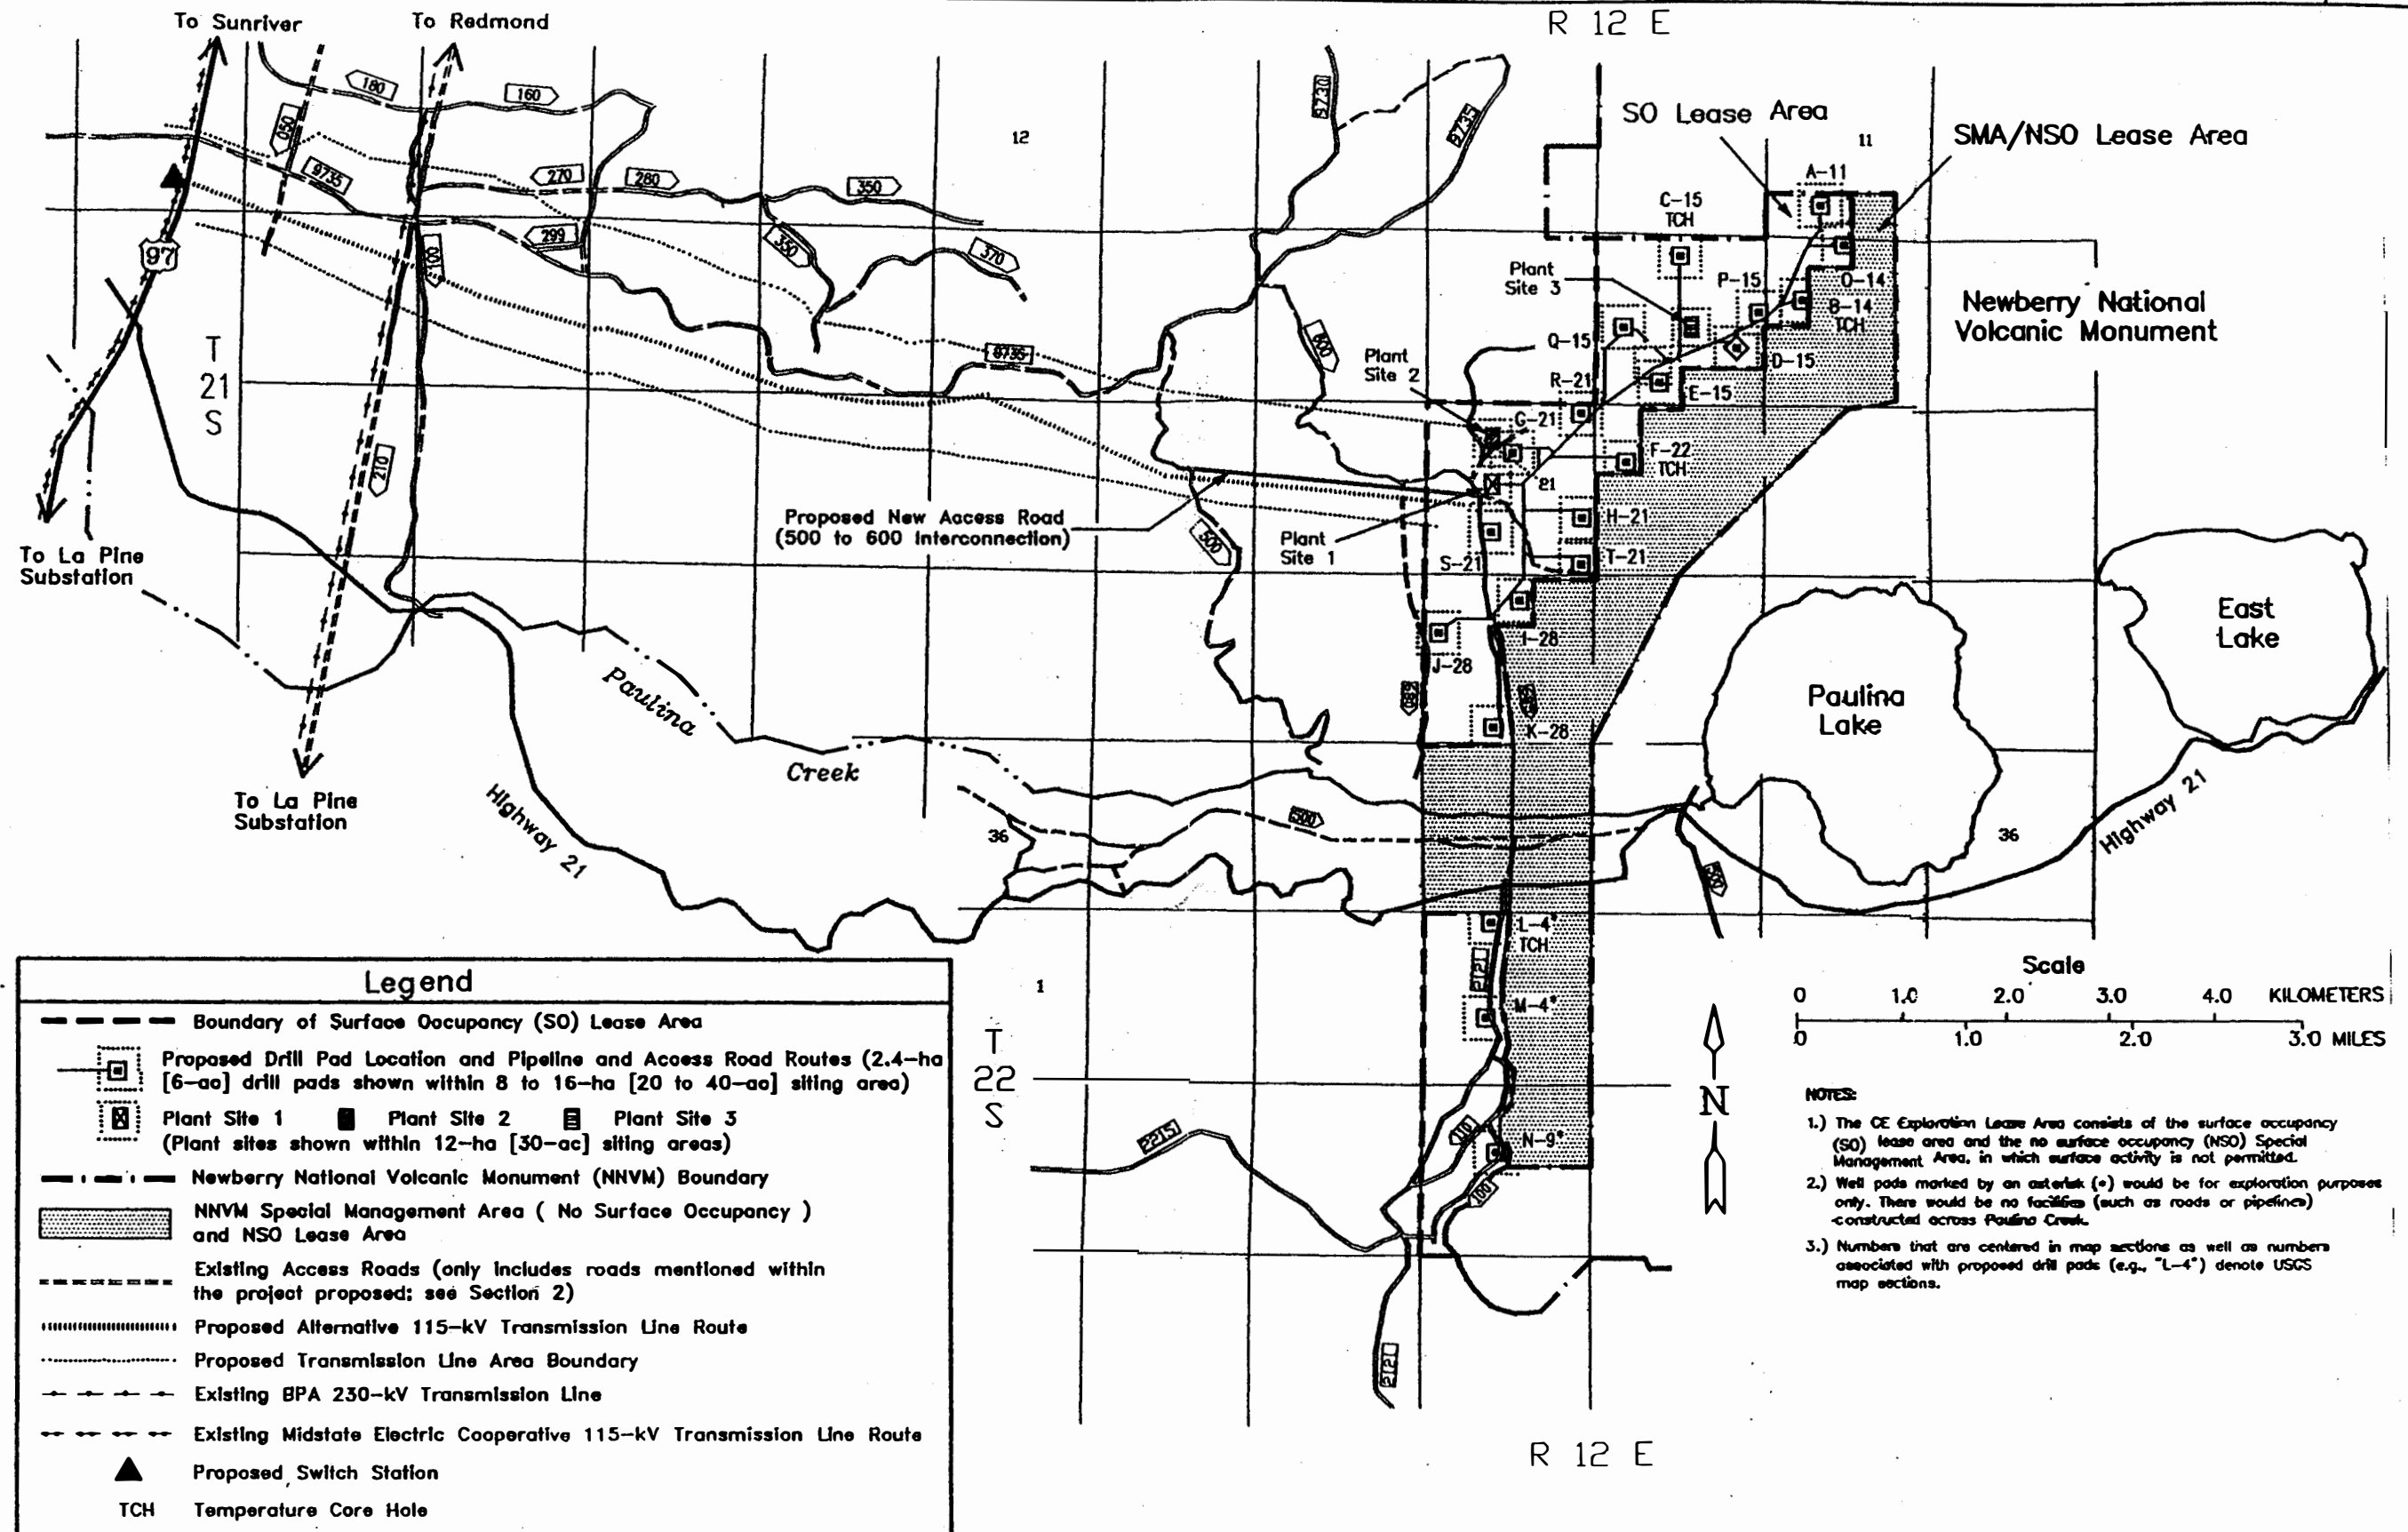 R 12 E
To Sunriver
To Redmond
180
160
050
9735
270
280
350
299
350
370
12
9730
9735
SO Lease Area
11
SMA/NSO Lease Area
A-11
C-15
TCH
97
100
Plant
Site 3
P-15
O-14
B-14
TCH
Newberry National
Volcanic Monument
Q-15
D-15
T
21
S
9735
600
Plant
Site 2
R-21
E-15
G-21
F-22
TCH
210
21
Proposed New Access Road
(500 to 600 Interconnection)
500
Plant
Site 1
H-21
S-21
T-21
To La Pine
Substation
I-28
J-28
East
Lake
Paulina
Creek
680
K-28
Paulina
Lake
To La Pine
Substation
Highway 21
500
36
36
Highway 21
500
L-4*
TCH
2121
M-4*
1
T
22
S
2215
110
N-9*
100
2121
R 12 E
Scale
0 1.0 2.0 3.0 4.0 KILOMETERS
0 1.0 2.0 3.0 MILES
N
NOTES:
1.) The CE Exploration Lease Area consists of the surface occupancy
(SO) lease area and the no surface occupancy (NSO) Special
Management Area, in which surface activity is not permitted.
2.) Well pads marked by an asterisk (*) would be for exploration purposes
only. There would be no facilities (such as roads or pipelines)
constructed across Paulina Creek.
3.) Numbers that are centered in map sections as well as numbers
associated with proposed drill pads (e.g., "L-4") denote USGS
map sections.
Legend
Boundary of Surface Occupancy (SO) Lease Area
Proposed Drill Pad Location and Pipeline and Access Road Routes (2.4-ha
[6-ac] drill pads shown within 8 to 16-ha [20 to 40-ac] siting area)
Plant Site 1 Plant Site 2 Plant Site 3
(Plant sites shown within 12-ha [30-ac] siting areas)
Newberry National Volcanic Monument (NNVM) Boundary
NNVM Special Management Area ( No Surface Occupancy )
and NSO Lease Area
Existing Access Roads (only includes roads mentioned within
the project proposed: see Section 2)
Proposed Alternative 115-kV Transmission Line Route
Proposed Transmission Line Area Boundary
Existing BPA 230-kV Transmission Line
Existing Midstate Electric Cooperative 115-kV Transmission Line Route
Proposed Switch Station
TCH Temperature Core Hole